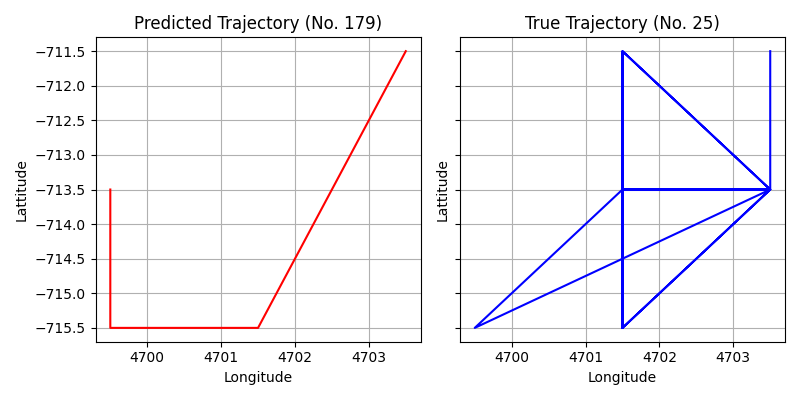 Predicted Trajectory (No. 179)
True Trajectory (No. 25)
−711.5
−712.0
−712.5
−713.0
−713.5
−714.0
−714.5
−715.0
−715.5
Lattitude
Lattitude
4700 4701 4702 4703
4700 4701 4702 4703
Longitude
Longitude